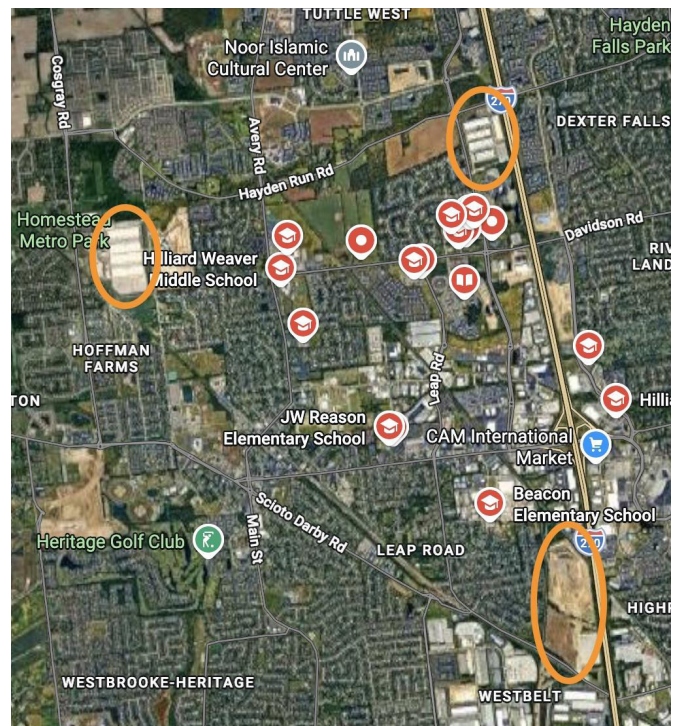 TUTTLE WEST
Hayden
Falls Park
Noor Islamic
Cultural Center
Cosgray Rd
Avery Rd
DEXTER FALLS
Hayden Run Rd
Homestead
Metro Park
Davidson Rd
Hilliard Weaver
Middle School
RIV
LAND
HOFFMAN
FARMS
Leap Rd
TON
JW Reason
Elementary School
Hillia
CAM International
Market
Beacon
Elementary School
Scioto Darby Rd
Main St
Heritage Golf Club
LEAP ROAD
HIGHF
WESTBROOKE-HERITAGE
WESTBELT